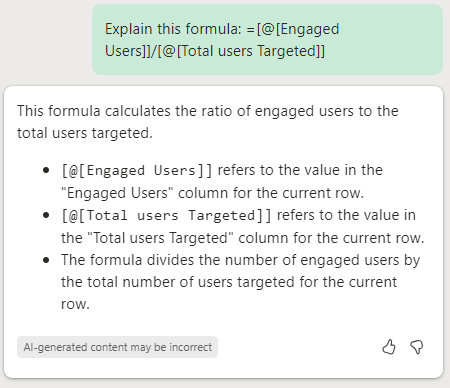 Explain this formula: =[@[Engaged
Users]]/[@[Total users Targeted]]
This formula calculates the ratio of engaged users to the
total users targeted.
• [@[Engaged Users]] refers to the value in the
"Engaged Users" column for the current row.
• [@[Total users Targeted]] refers to the value in
the "Total users Targeted" column for the current row.
• The formula divides the number of engaged users by
the total number of users targeted for the current
row.
AI-generated content may be incorrect